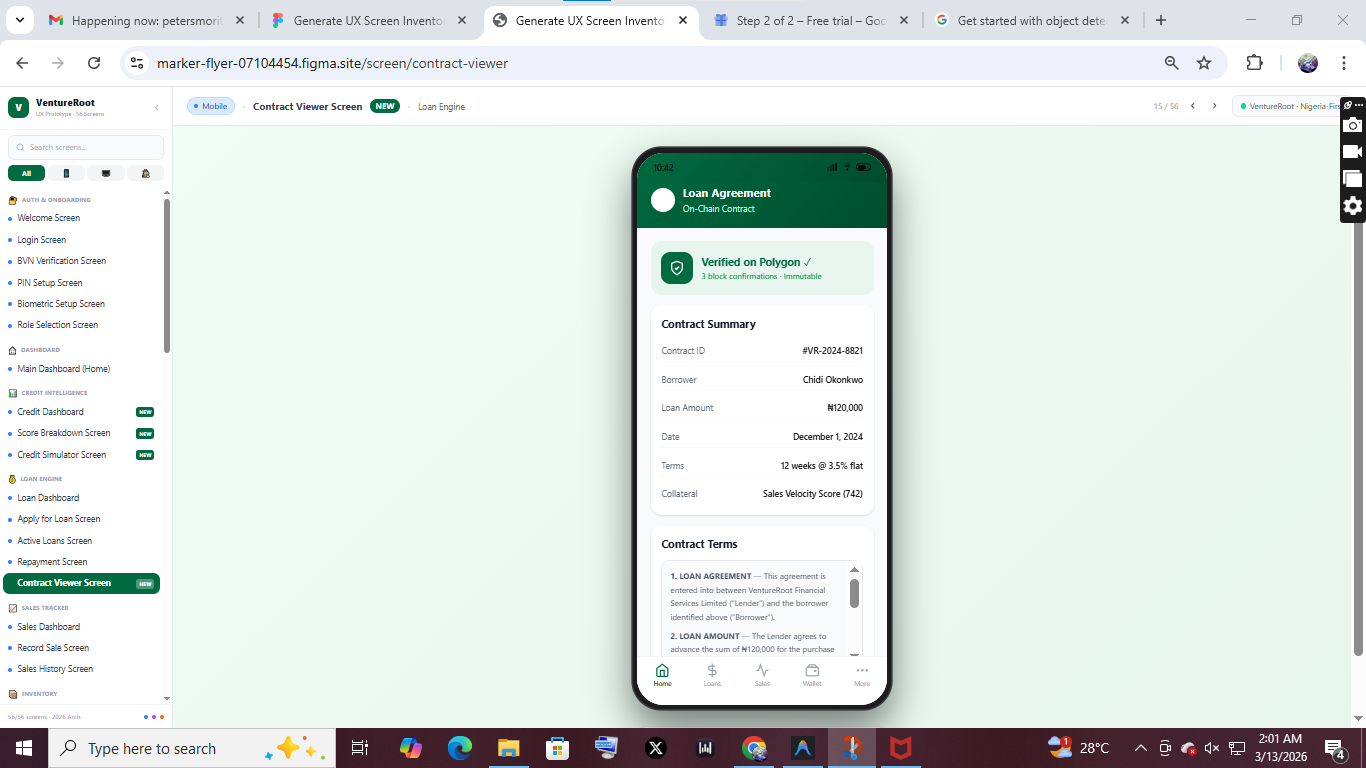 Happening now: petersmorit
Generate UX Screen Invento
Generate UX Screen Invento
Step 2 of 2 – Free trial – Goo
Get started with object dete
marker-flyer-07104454.figma.site/screen/contract-viewer
V
VentureRoot
UX Prototype · 56 Screens
Search screens...
All
AUTH & ONBOARDING
Welcome Screen
Login Screen
BVN Verification Screen
PIN Setup Screen
Biometric Setup Screen
Role Selection Screen
DASHBOARD
Main Dashboard (Home)
CREDIT INTELLIGENCE
Credit Dashboard NEW
Score Breakdown Screen NEW
Credit Simulator Screen NEW
LOAN ENGINE
Loan Dashboard
Apply for Loan Screen
Active Loans Screen
Repayment Screen
Contract Viewer Screen NEW
SALES TRACKER
Sales Dashboard
Record Sale Screen
Sales History Screen
INVENTORY
56/56 screens · 2026 Arch.
Mobile · Contract Viewer Screen NEW · Loan Engine
15 / 56
VentureRoot · Nigeria-Firs
10:42
Loan Agreement
On-Chain Contract
Verified on Polygon ✓
3 block confirmations · Immutable
Contract Summary
Contract ID #VR-2024-8821
Borrower Chidi Okonkwo
Loan Amount ₦120,000
Date December 1, 2024
Terms 12 weeks @ 3.5% flat
Collateral Sales Velocity Score (742)
Contract Terms
1. LOAN AGREEMENT — This agreement is
entered into between VentureRoot Financial
Services Limited ("Lender") and the borrower
identified above ("Borrower").
2. LOAN AMOUNT — The Lender agrees to
advance the sum of ₦120,000 for the purchase
Home
Loans
Sales
Wallet
More
Type here to search
1
28°C
2:01 AM
3/13/2026
4